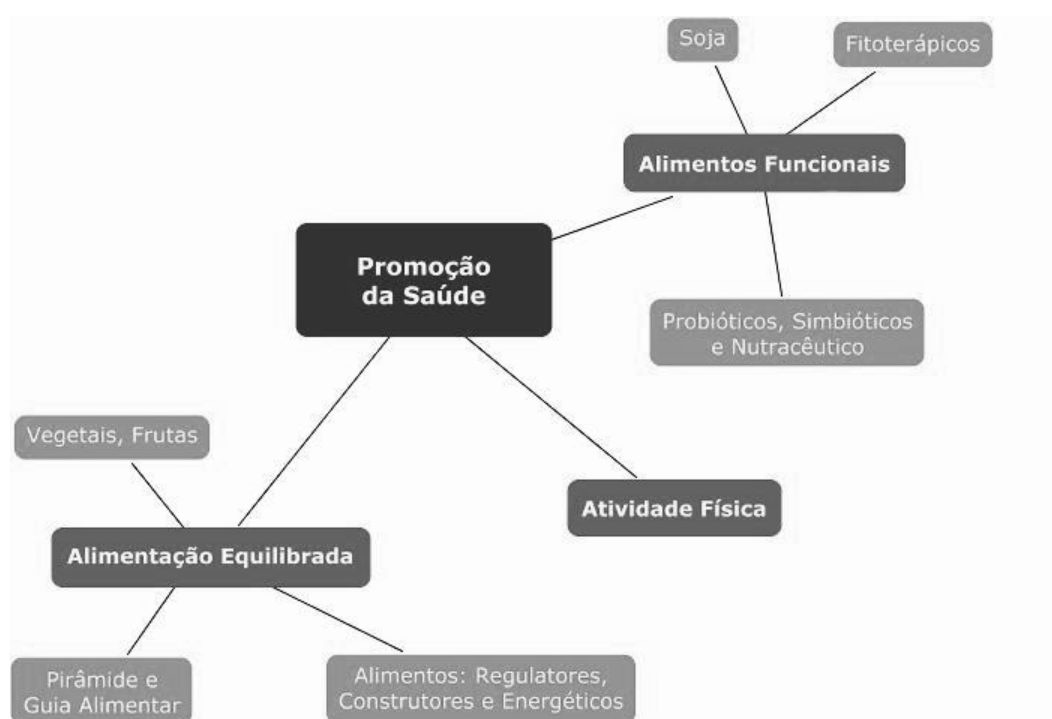 Soja
Fitoterápicos
Alimentos Funcionais
Promoção
da Saúde
Probióticos, Simbióticos
e Nutracêutico
Vegetais, Frutas
Atividade Física
Alimentação Equilibrada
Pirâmide e
Guia Alimentar
Alimentos: Regulatores,
Construtores e Energéticos